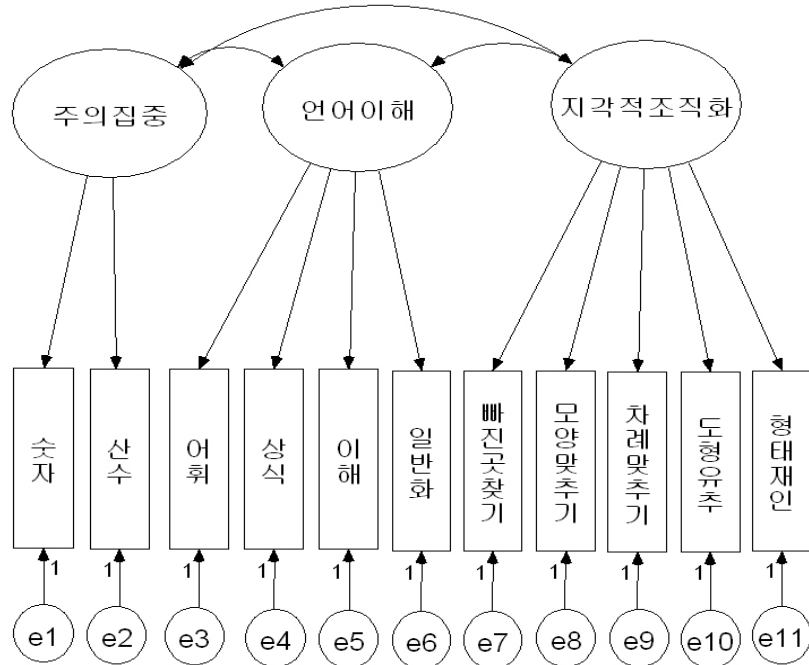 주의집중
언어이해
지각적조직화
숫자
산수
어휘
상식
이해
일반화
빠진곳찾기
모양맞추기
차례맞추기
도형유추
형태재인
1
1
1
1
1
1
1
1
1
1
1
e1
e2
e3
e4
e5
e6
e7
e8
e9
e10
e11